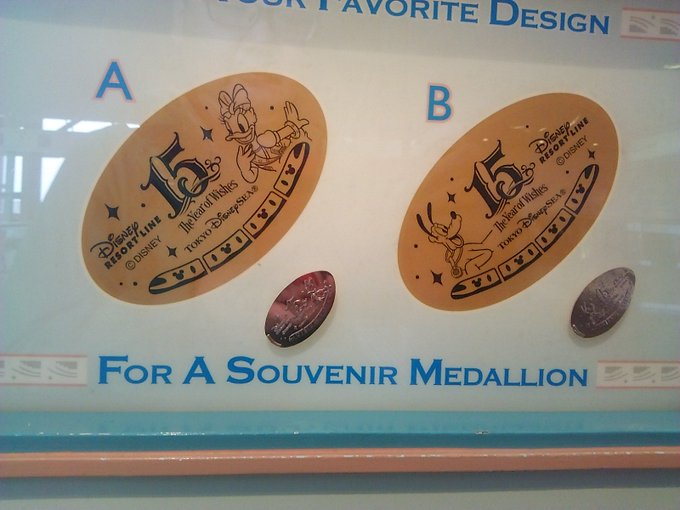 FAVORITE DESIGN
A
B
15
The Year of Wishes
TOKYO DISNEYSEA®
DISNEY
RESORT LINE
©DISNEY
15
The Year of Wishes
TOKYO DISNEYSEA®
DISNEY
RESORT LINE
©DISNEY
FOR A SOUVENIR MEDALLION